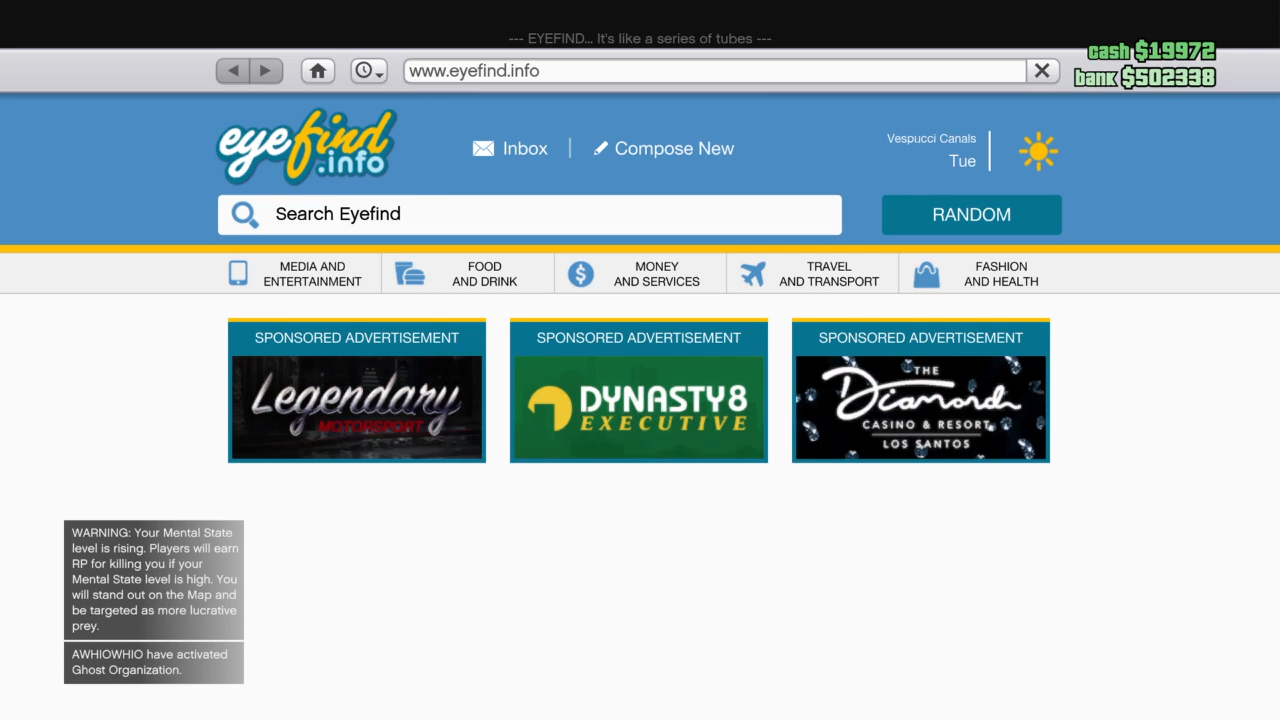 --- EYEFIND... It's like a series of tubes ---
cash $19972
www.eyefind.info
bank $502338
eyefind
.info
Inbox
Compose New
Vespucci Canals
Tue
Search Eyefind
RANDOM
MEDIA AND
ENTERTAINMENT
FOOD
AND DRINK
MONEY
AND SERVICES
TRAVEL
AND TRANSPORT
FASHION
AND HEALTH
SPONSORED ADVERTISEMENT
Legendary
MOTORSPORT
SPONSORED ADVERTISEMENT
DYNASTY8
EXECUTIVE
SPONSORED ADVERTISEMENT
THE
Diamond
CASINO & RESORT
LOS SANTOS
WARNING: Your Mental State
level is rising. Players will earn
RP for killing you if your
Mental State level is high. You
will stand out on the Map and
be targeted as more lucrative
prey.
AWHIOWHIO have activated
Ghost Organization.